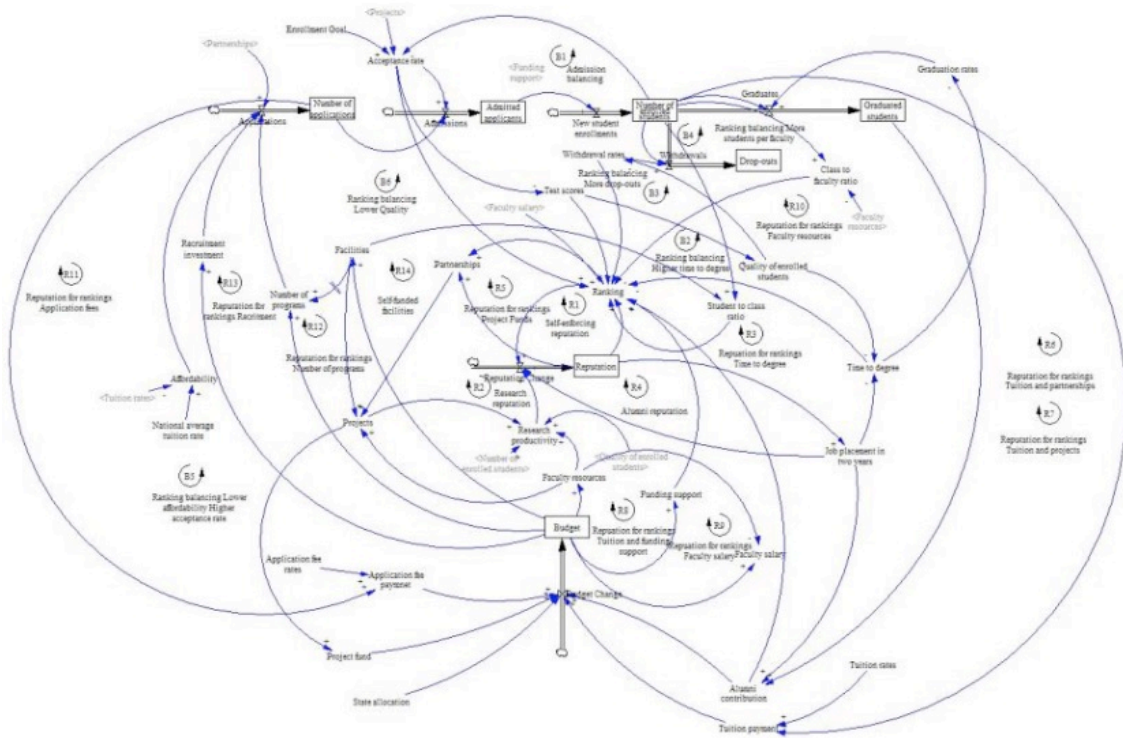 <Projects>
Enrollment Goal
<Partnerships>
Acceptance rate
B1
Admission
balancing
<Funding
support>
Graduation rates
Graduates
Number of
applications
Applications
Admitted
applicants
Admissions
New student
enrollments
Number of
enrolled
students
Graduated
students
B4
Ranking balancing More
students per faculty
Withdrawal rates
Withdrawals
Drop-outs
Ranking balancing
More drop-outs
B3
Class to
faculty ratio
B6
Ranking balancing
Lower Quality
Test scores
<Faculty salary>
R10
Reputation for rankings
Faculty resources
<Faculty
resources>
B2
Ranking balancing
Higher time to degree
Recruitment
investment
Facilities
Partnerships
Quality of enrolled
students
R11
Reputation for rankings
Application fees
R13
Reputation for
rankings Recriment
R14
Self-funded
facilities
R5
Reputation for rankings
Project Funds
Ranking
R1
Self-enforcing
reputation
Student to class
ratio
Number of
programs
R12
Reputation for rankings
Number of programs
R3
Reputation for rankings
Time to degree
R6
Reputation for rankings
Tuition and partnerships
Reputation
Reputation Change
Time to degree
Affordability
<Tuition rates>
National average
tuition rate
R2
Research
reputation
R4
Alumni reputation
R7
Reputation for rankings
Tuition and projects
Projects
Research
productivity
<Number of
enrolled students>
<Quality of enrolled
students>
Job placement in
two years
B5
Ranking balancing Lower
affordability Higher
acceptance rate
Faculty resources
Funding support
Budget
R8
Reputation for rankings
Tuition and funding
support
R9
Reputation for rankings
Faculty salary
Faculty salary
Application fee
rates
Application fee
paymnet
Budget Change
Project fund
State allocation
Alumni
contribution
Tuition rates
Tuition payment